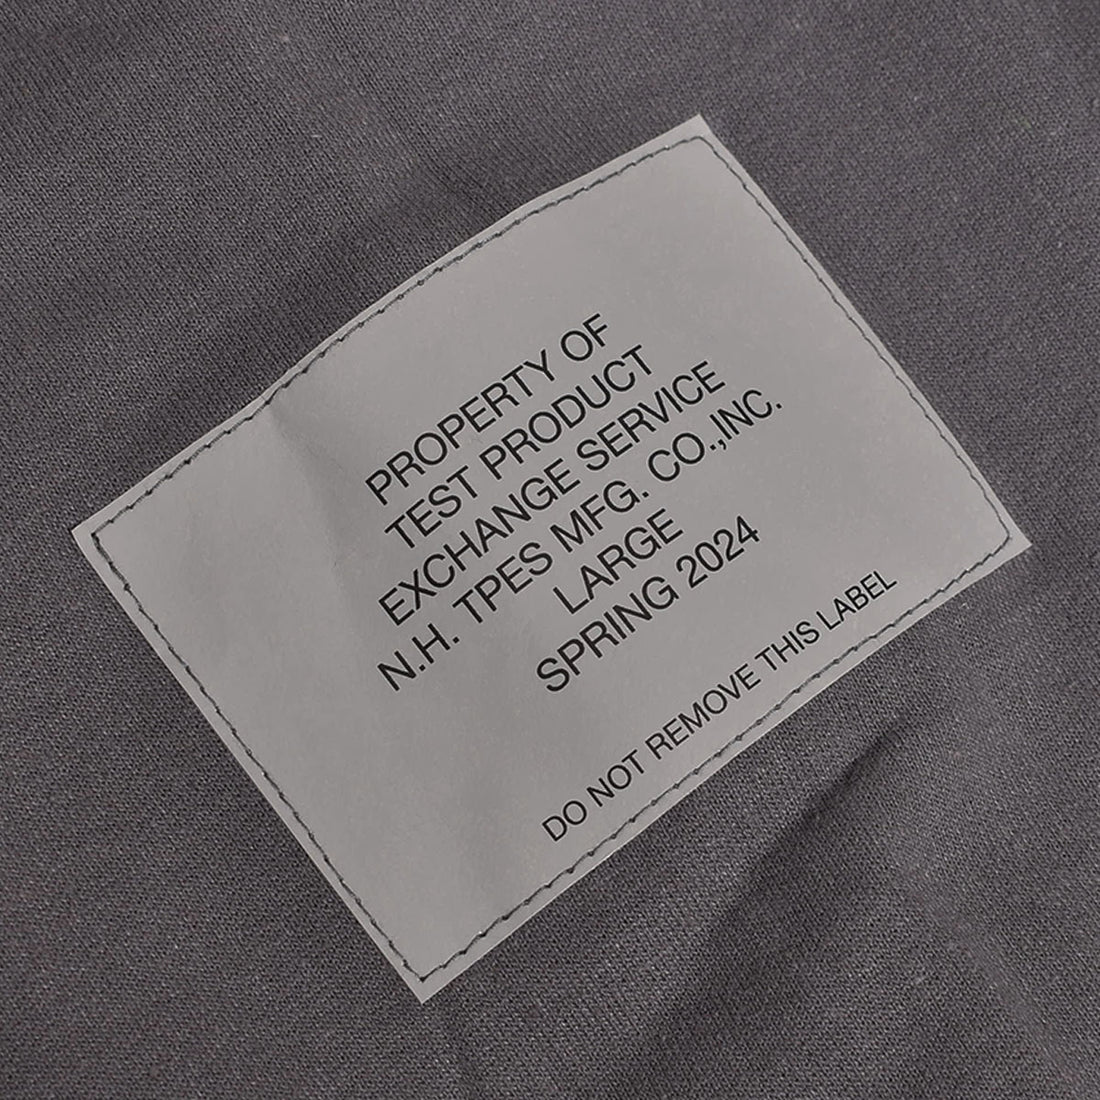 PROPERTY OF
TEST PRODUCT
EXCHANGE SERVICE
N.H. TPES MFG. CO.,INC.
LARGE
SPRING 2024
DO NOT REMOVE THIS LABEL